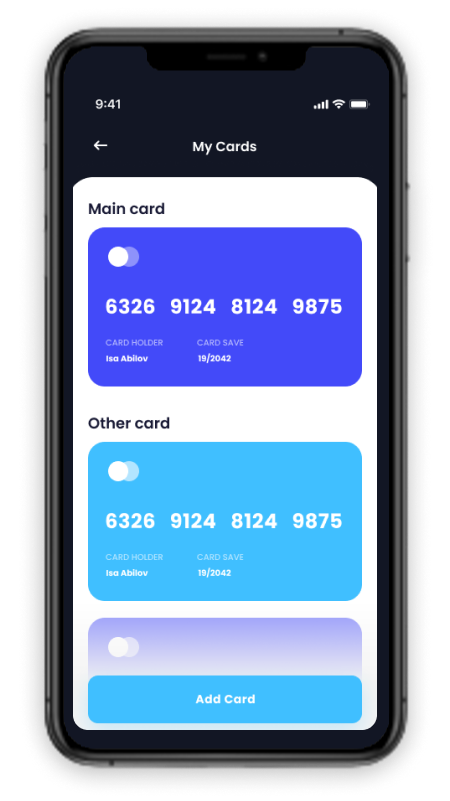 9:41
My Cards
Main card
6326 9124 8124 9875
CARD HOLDER CARD SAVE
Isa Abilov 19/2042
Other card
6326 9124 8124 9875
CARD HOLDER CARD SAVE
Isa Abilov 19/2042
Add Card